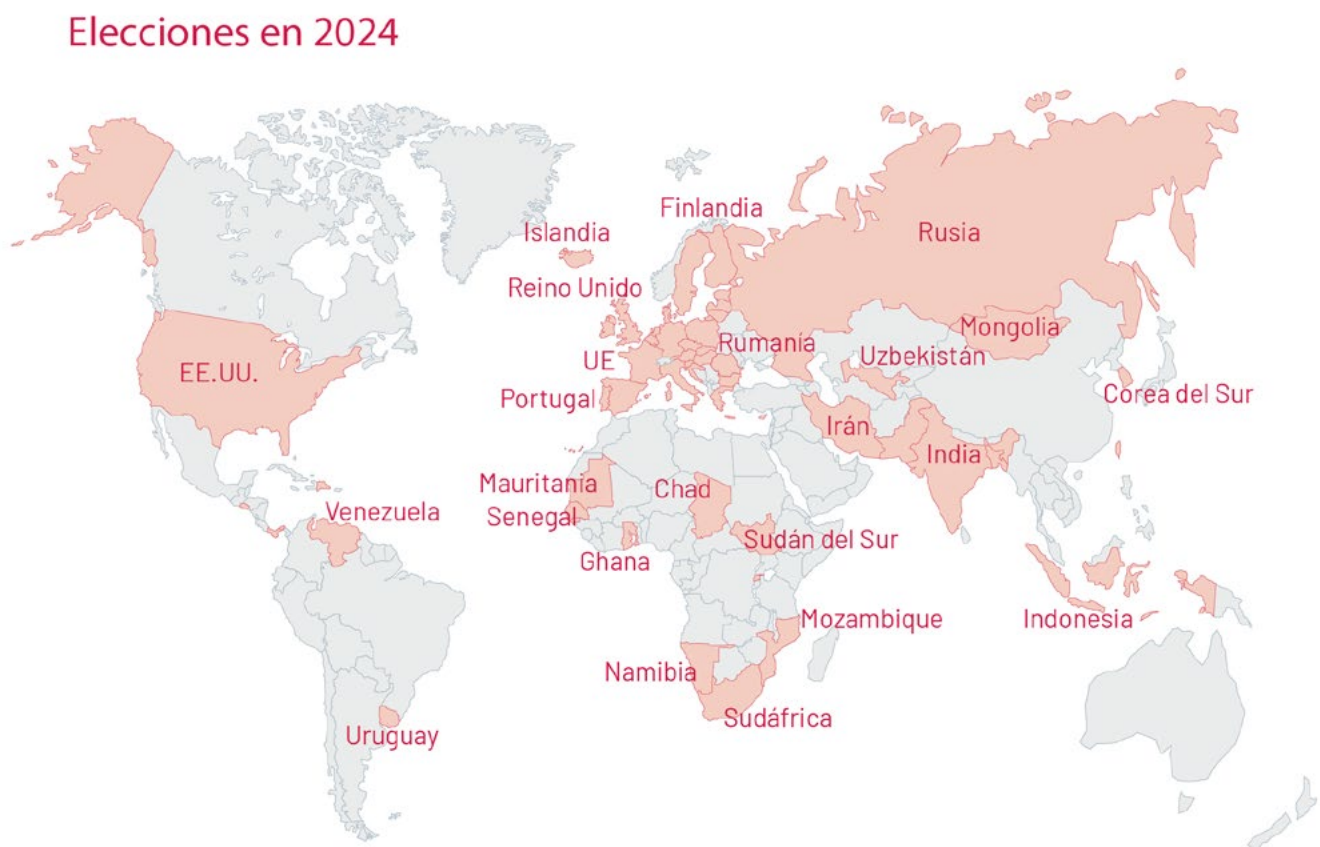 Elecciones en 2024
Finlandia
Islandia
Rusia
Reino Unido
Mongolia
Rumanía
Uzbekistán
UE
EE.UU.
Corea del Sur
Portugal
Irán
India
Mauritania
Chad
Venezuela
Senegal
Sudán del Sur
Ghana
Mozambique
Indonesia
Namibia
Sudáfrica
Uruguay